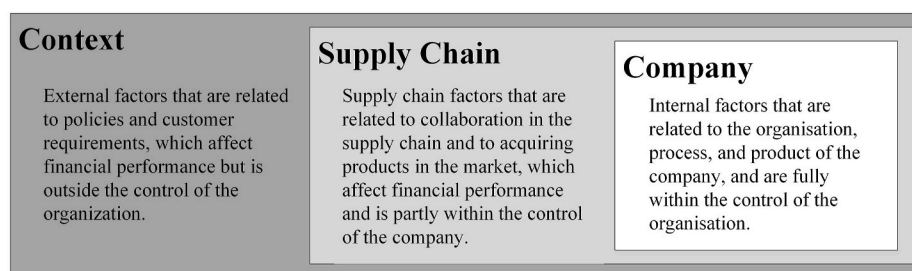 Context
External factors that are related
to policies and customer
requirements, which affect
financial performance but is
outside the control of the
organization.
Supply Chain
Supply chain factors that are
related to collaboration in the
supply chain and to acquiring
products in the market, which
affect financial performance
and is partly within the control
of the company.
Company
Internal factors that are
related to the organisation,
process, and product of the
company, and are fully
within the control of the
organisation.